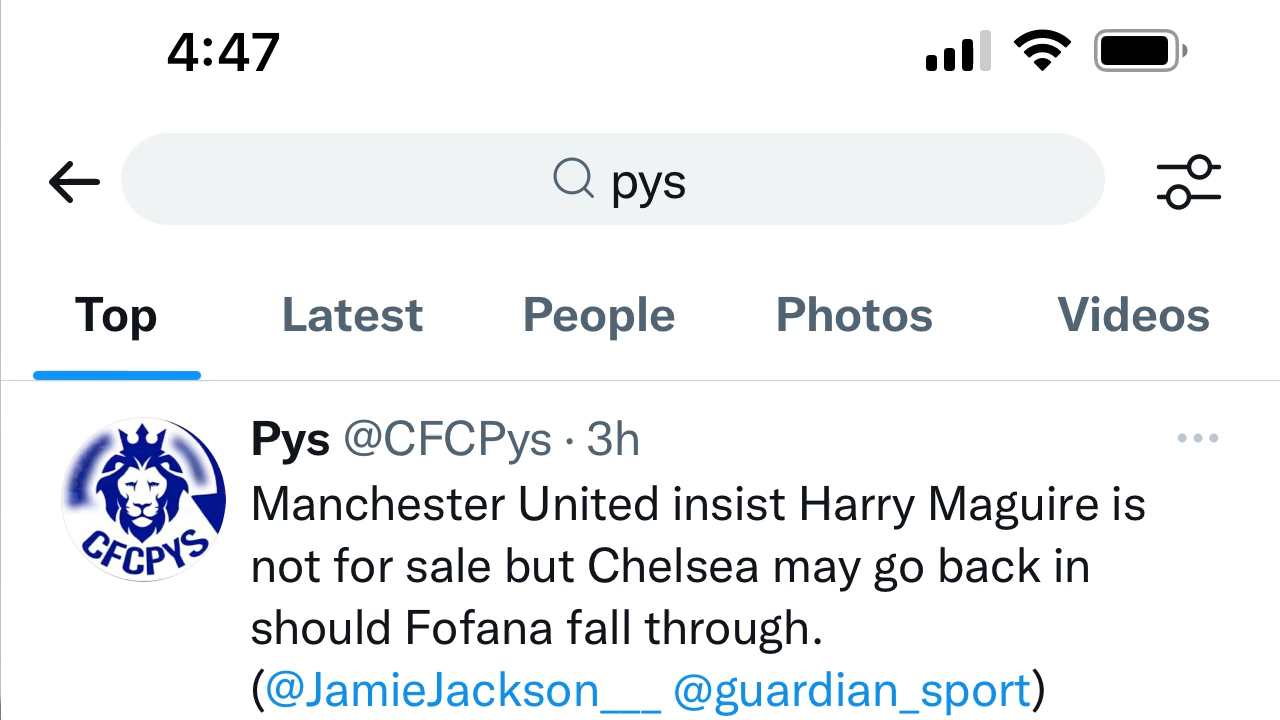 4:47
pys
Top Latest People Photos Videos
Pys @CFCPys · 3h
CFCPYS
Manchester United insist Harry Maguire is
not for sale but Chelsea may go back in
should Fofana fall through.
(@JamieJackson___ @guardian_sport)